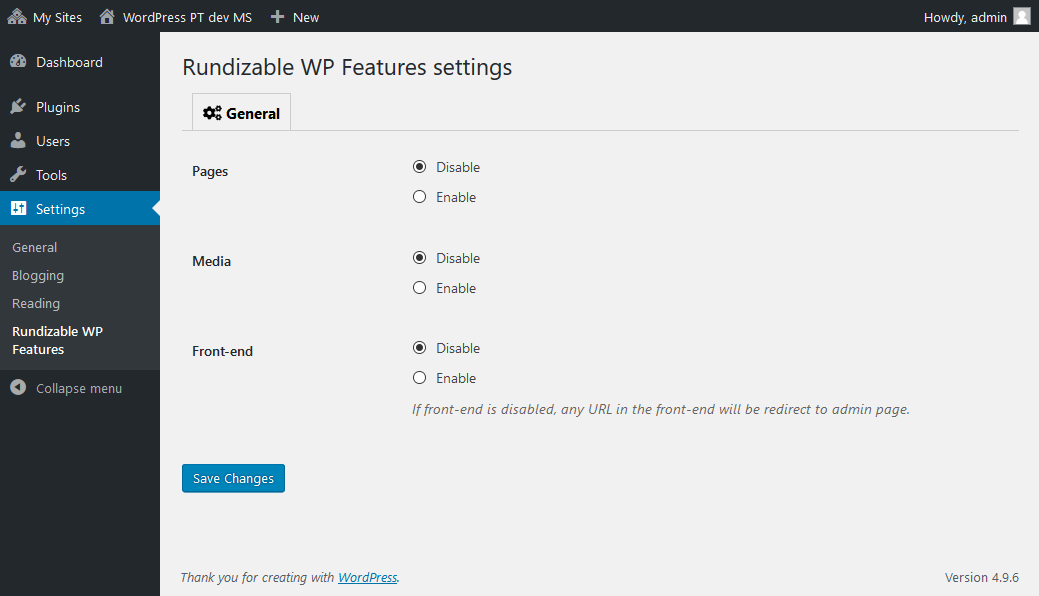 My Sites WordPress PT dev MS New Howdy, admin
Dashboard
Plugins
Users
Tools
Settings
General
Blogging
Reading
Rundizable WP
Features
Collapse menu
Rundizable WP Features settings
General
Pages
Disable
Enable
Media
Disable
Enable
Front-end
Disable
Enable
If front-end is disabled, any URL in the front-end will be redirect to admin page.
Save Changes
Thank you for creating with WordPress. Version 4.9.6